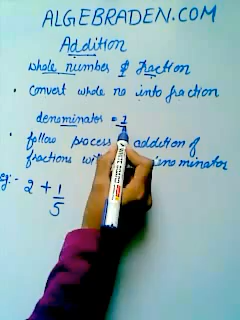 ALGEBRADEN.COM
Addition
whole number & fraction
. convert whole no into fraction
denominator = 1
. follow process addition of
fractions denominator
eg:- 2 + 1/5